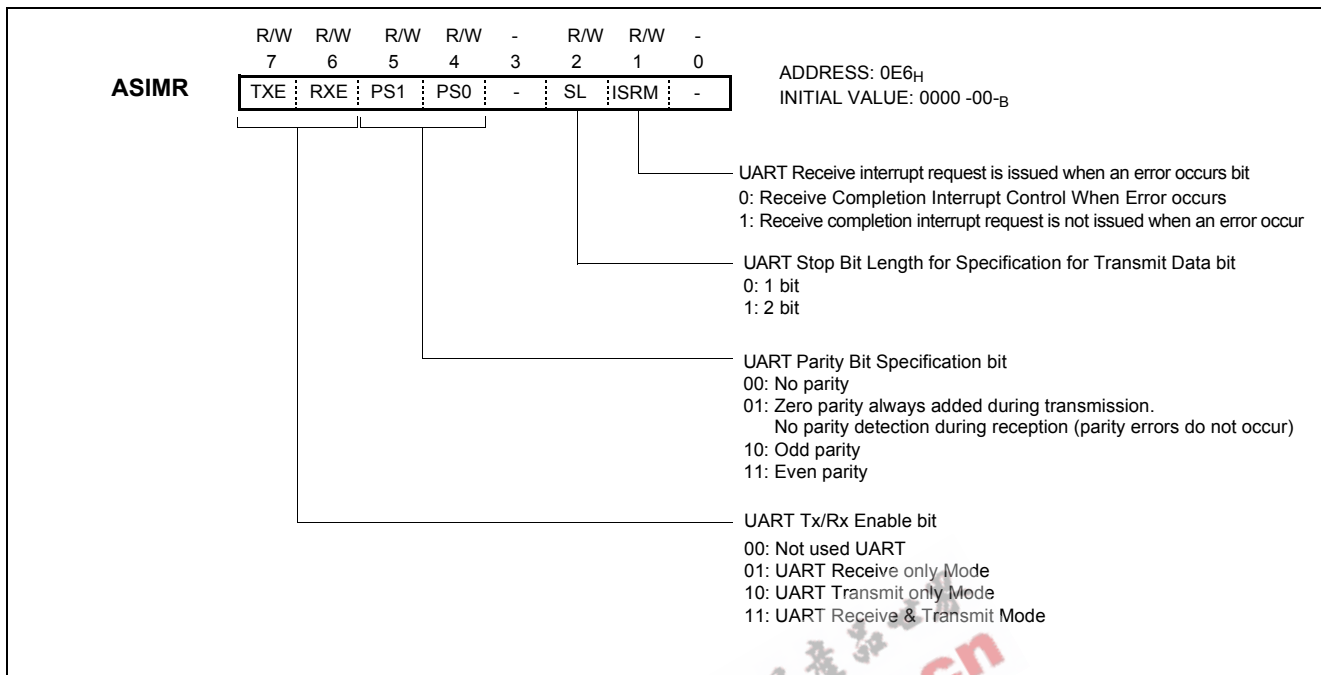 R/W R/W R/W R/W - R/W R/W -
7 6 5 4 3 2 1 0
ASIMR TXE RXE PS1 PS0 - SL ISRM -
ADDRESS: 0E6H
INITIAL VALUE: 0000 -00-B
UART Receive interrupt request is issued when an error occurs bit
0: Receive Completion Interrupt Control When Error occurs
1: Receive completion interrupt request is not issued when an error occur
UART Stop Bit Length for Specification for Transmit Data bit
0: 1 bit
1: 2 bit
UART Parity Bit Specification bit
00: No parity
01: Zero parity always added during transmission.
No parity detection during reception (parity errors do not occur)
10: Odd parity
11: Even parity
UART Tx/Rx Enable bit
00: Not used UART
01: UART Receive only Mode
10: UART Transmit only Mode
11: UART Receive & Transmit Mode